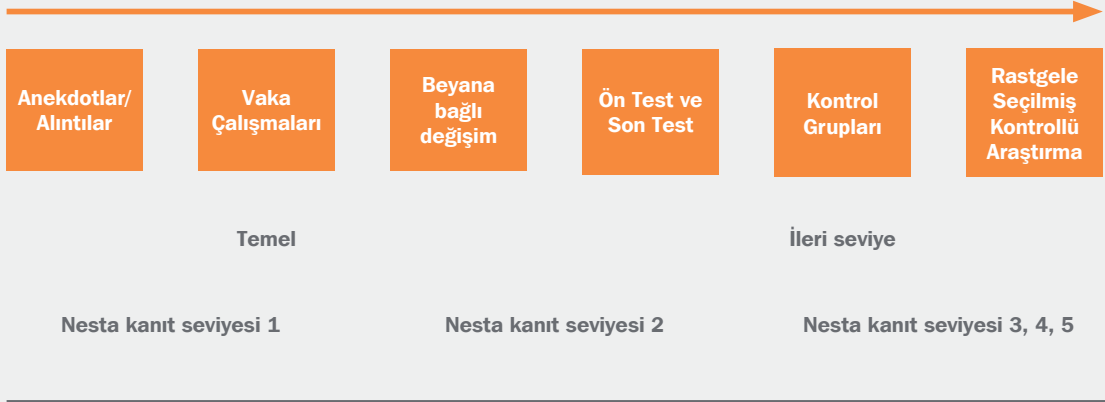 Anekdotlar/
Alıntılar
Vaka
Çalışmaları
Beyana
bağlı
değişim
Ön Test ve
Son Test
Kontrol
Grupları
Rastgele
Seçilmiş
Kontrollü
Araştırma
Temel
İleri seviye
Nesta kanıt seviyesi 1
Nesta kanıt seviyesi 2
Nesta kanıt seviyesi 3, 4, 5